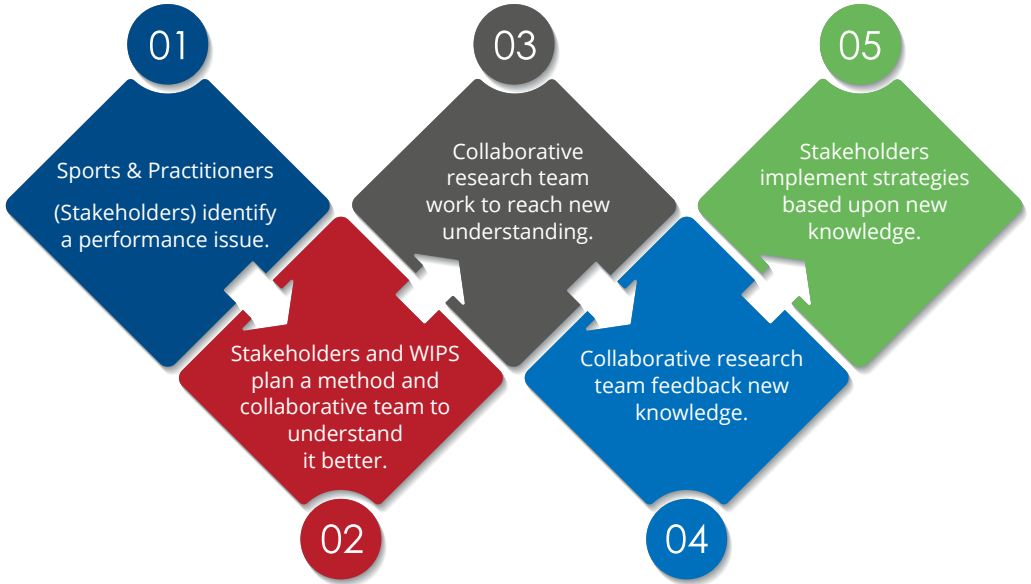 01
Sports & Practitioners
(Stakeholders) identify
a performance issue.
02
Stakeholders and WIPS
plan a method and
collaborative team to
understand
it better.
03
Collaborative
research team
work to reach new
understanding.
04
Collaborative research
team feedback new
knowledge.
05
Stakeholders
implement strategies
based upon new
knowledge.